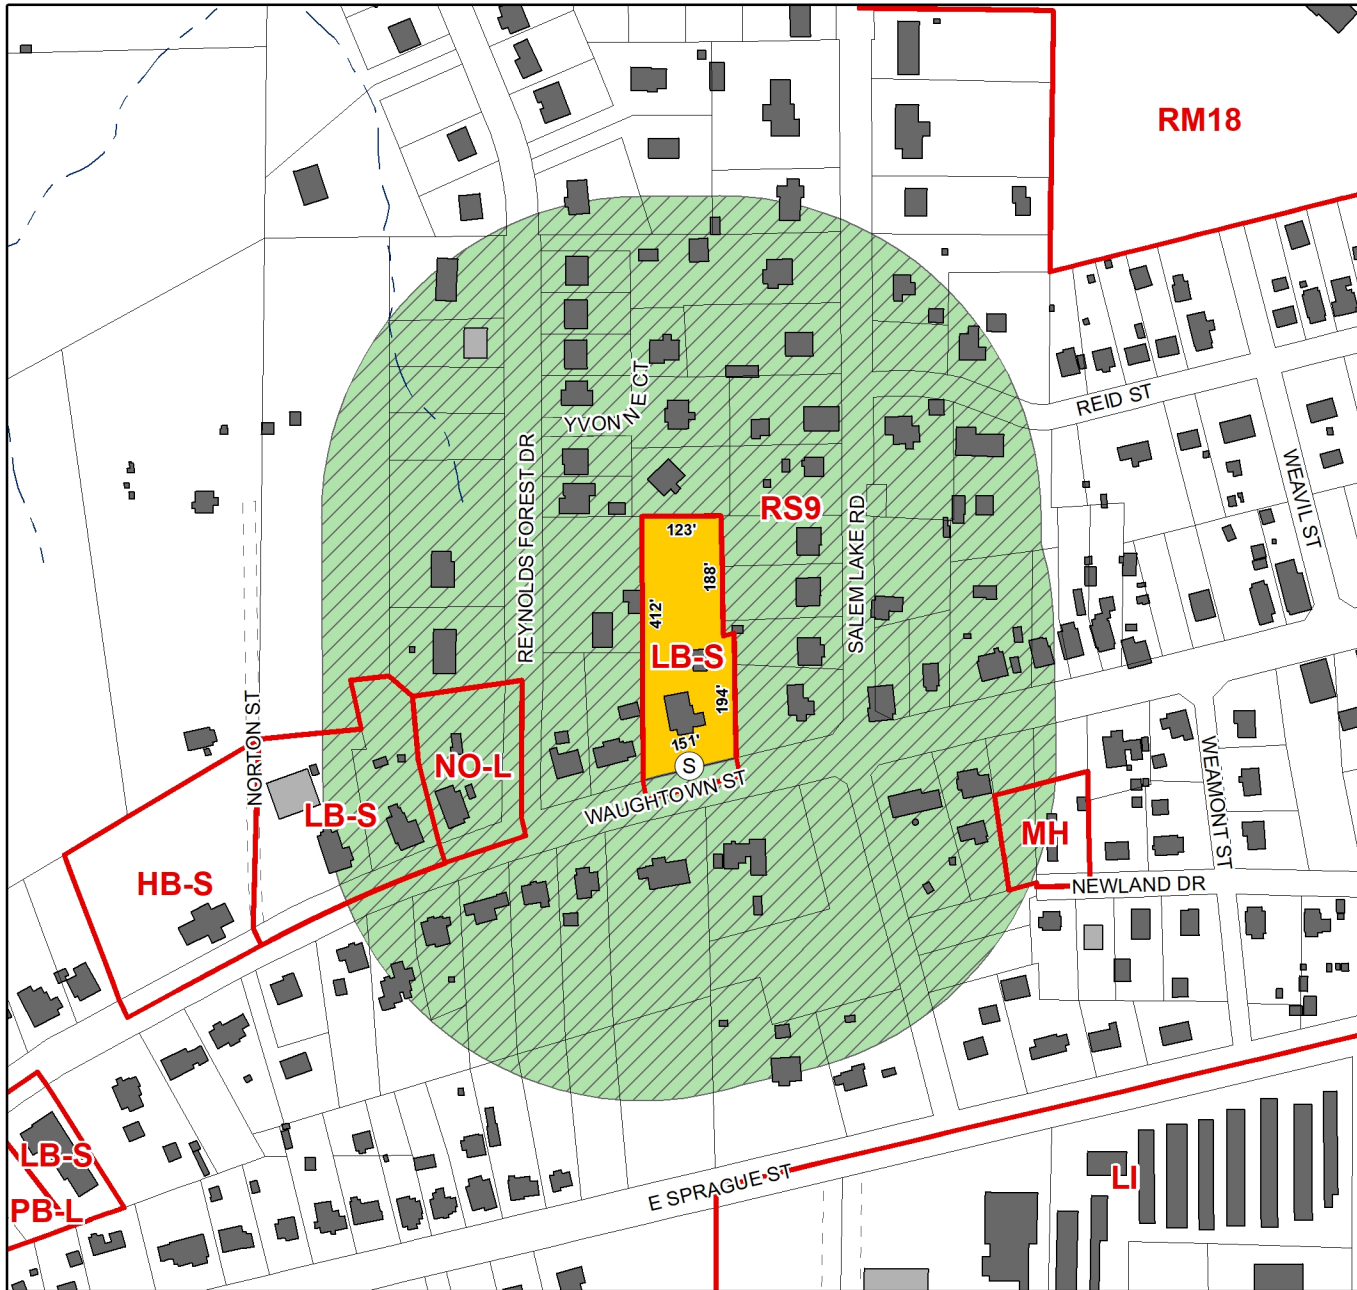 RM18
REID ST
YVONNE CT
WEAVIL ST
REYNOLDS FOREST DR
RS9
SALEM LAKE RD
123'
188'
412'
LB-S
194'
151'
S
WAUGHTOWN ST
NORTON ST
NO-L
LB-S
HB-S
WEAMONT ST
MH
NEWLAND DR
LB-S
PB-L
E SPRAGUE ST
LI